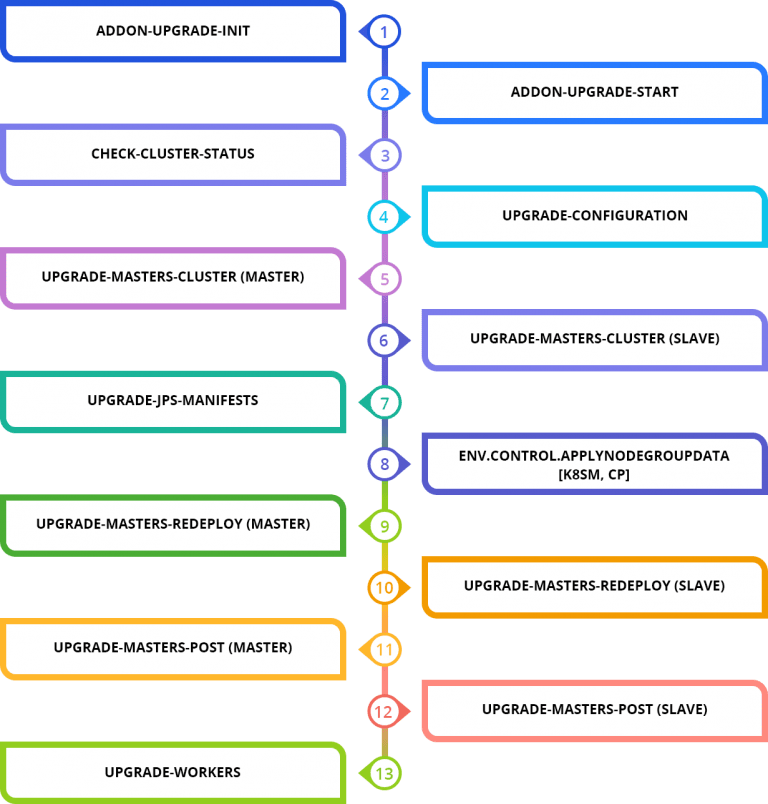 ADDON-UPGRADE-INIT
1
2
ADDON-UPGRADE-START
CHECK-CLUSTER-STATUS
3
4
UPGRADE-CONFIGURATION
UPGRADE-MASTERS-CLUSTER (MASTER)
5
6
UPGRADE-MASTERS-CLUSTER (SLAVE)
UPGRADE-JPS-MANIFESTS
7
8
ENV.CONTROL.APPLYNODEGROUPDATA
[K8SM, CP]
UPGRADE-MASTERS-REDEPLOY (MASTER)
9
10
UPGRADE-MASTERS-REDEPLOY (SLAVE)
UPGRADE-MASTERS-POST (MASTER)
11
12
UPGRADE-MASTERS-POST (SLAVE)
UPGRADE-WORKERS
13